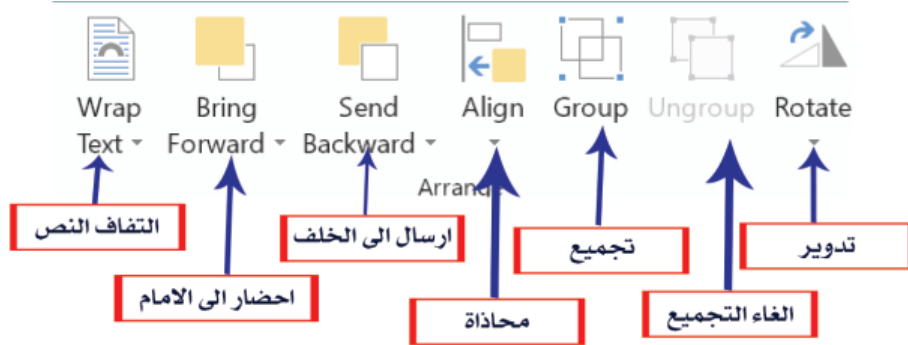 Wrap Text
Bring Forward
Send Backward
Align
Group
Ungroup
Rotate
Arrange
التفاف النص
احضار الى الامام
ارسال الى الخلف
محاذاة
تجميع
الغاء التجميع
تدوير